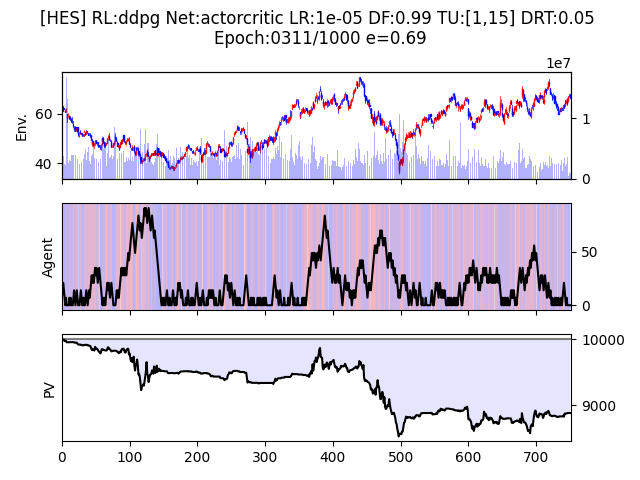 [HES] RL:ddpg Net:actorcritic LR:1e-05 DF:0.99 TU:[1,15] DRT:0.05
Epoch:0311/1000 e=0.69
1e7
Env.
60
40
1
0
Agent
50
0
PV
10000
9000
0 100 200 300 400 500 600 700